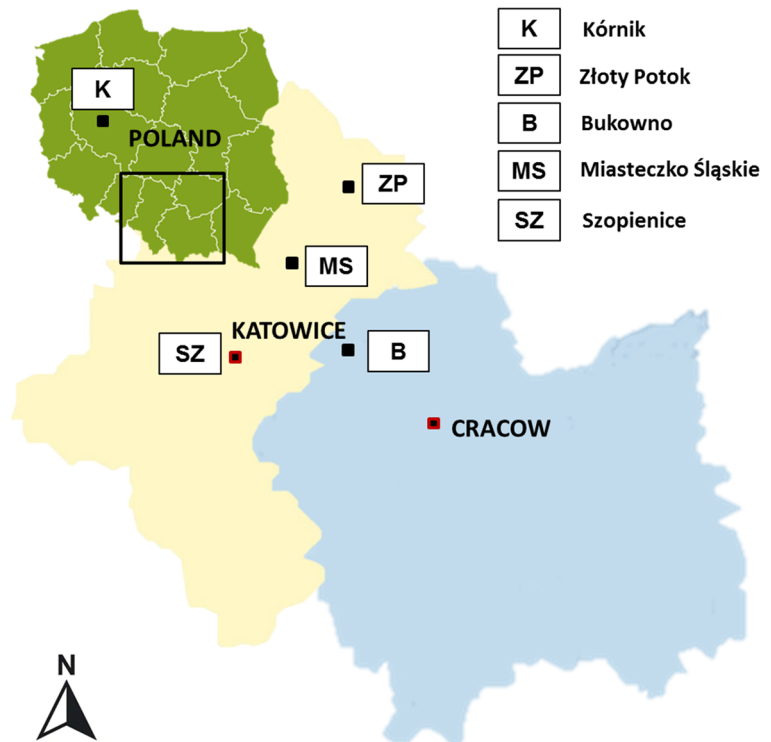 K
POLAND
ZP
MS
KATOWICE
SZ
B
CRACOW
N
K Kórnik
ZP Złoty Potok
B Bukowno
MS Miasteczko Śląskie
SZ Szopienice